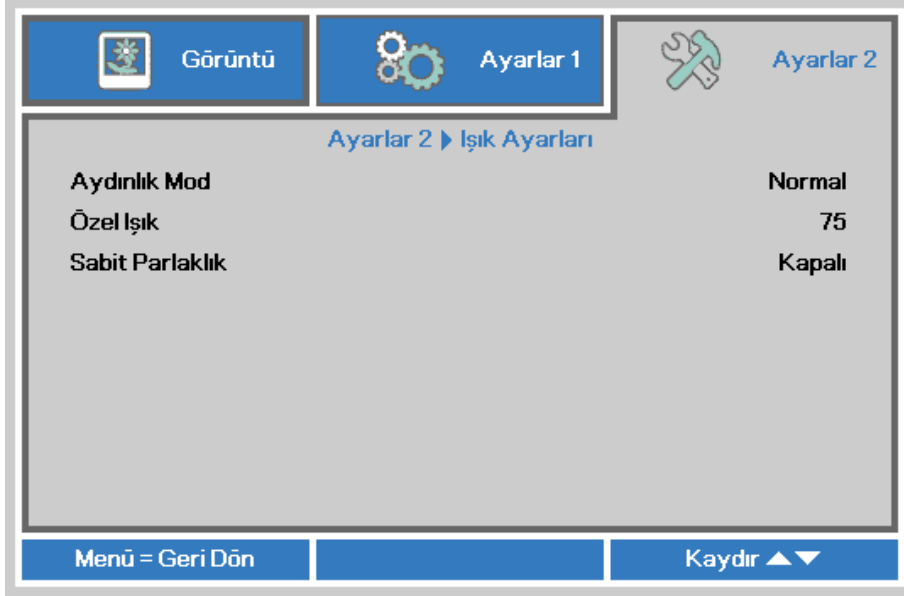 Görüntü
Ayarlar 1
Ayarlar 2
Ayarlar 2 ▶ Işık Ayarları
Aydınlık Mod Normal
Özel Işık 75
Sabit Parlaklık Kapalı
Menü = Geri Dön
Kaydır ▲▼